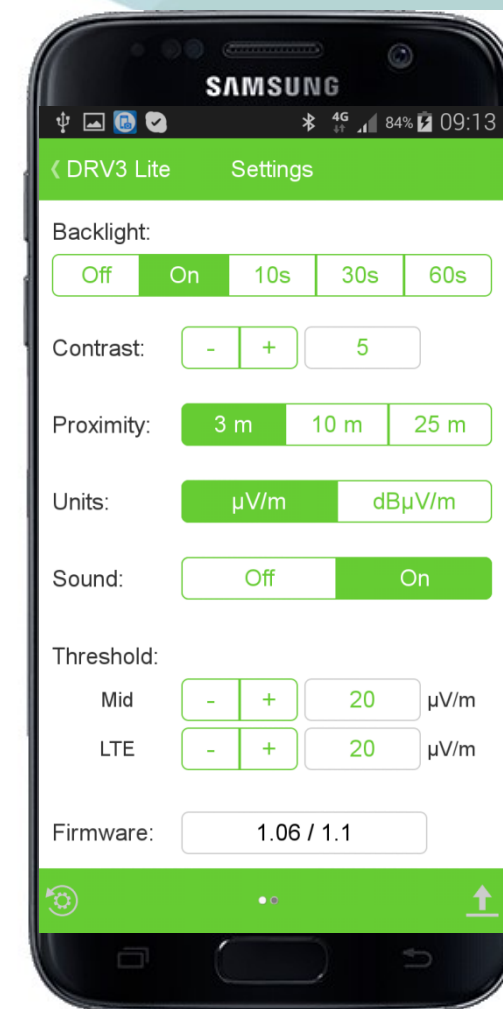 SAMSUNG
4G 84% 09:13
DRV3 Lite Settings
Backlight:
Off On 10s 30s 60s
Contrast: - + 5
Proximity: 3 m 10 m 25 m
Units: µV/m dBµV/m
Sound: Off On
Threshold:
Mid - + 20 µV/m
LTE - + 20 µV/m
Firmware: 1.06 / 1.1